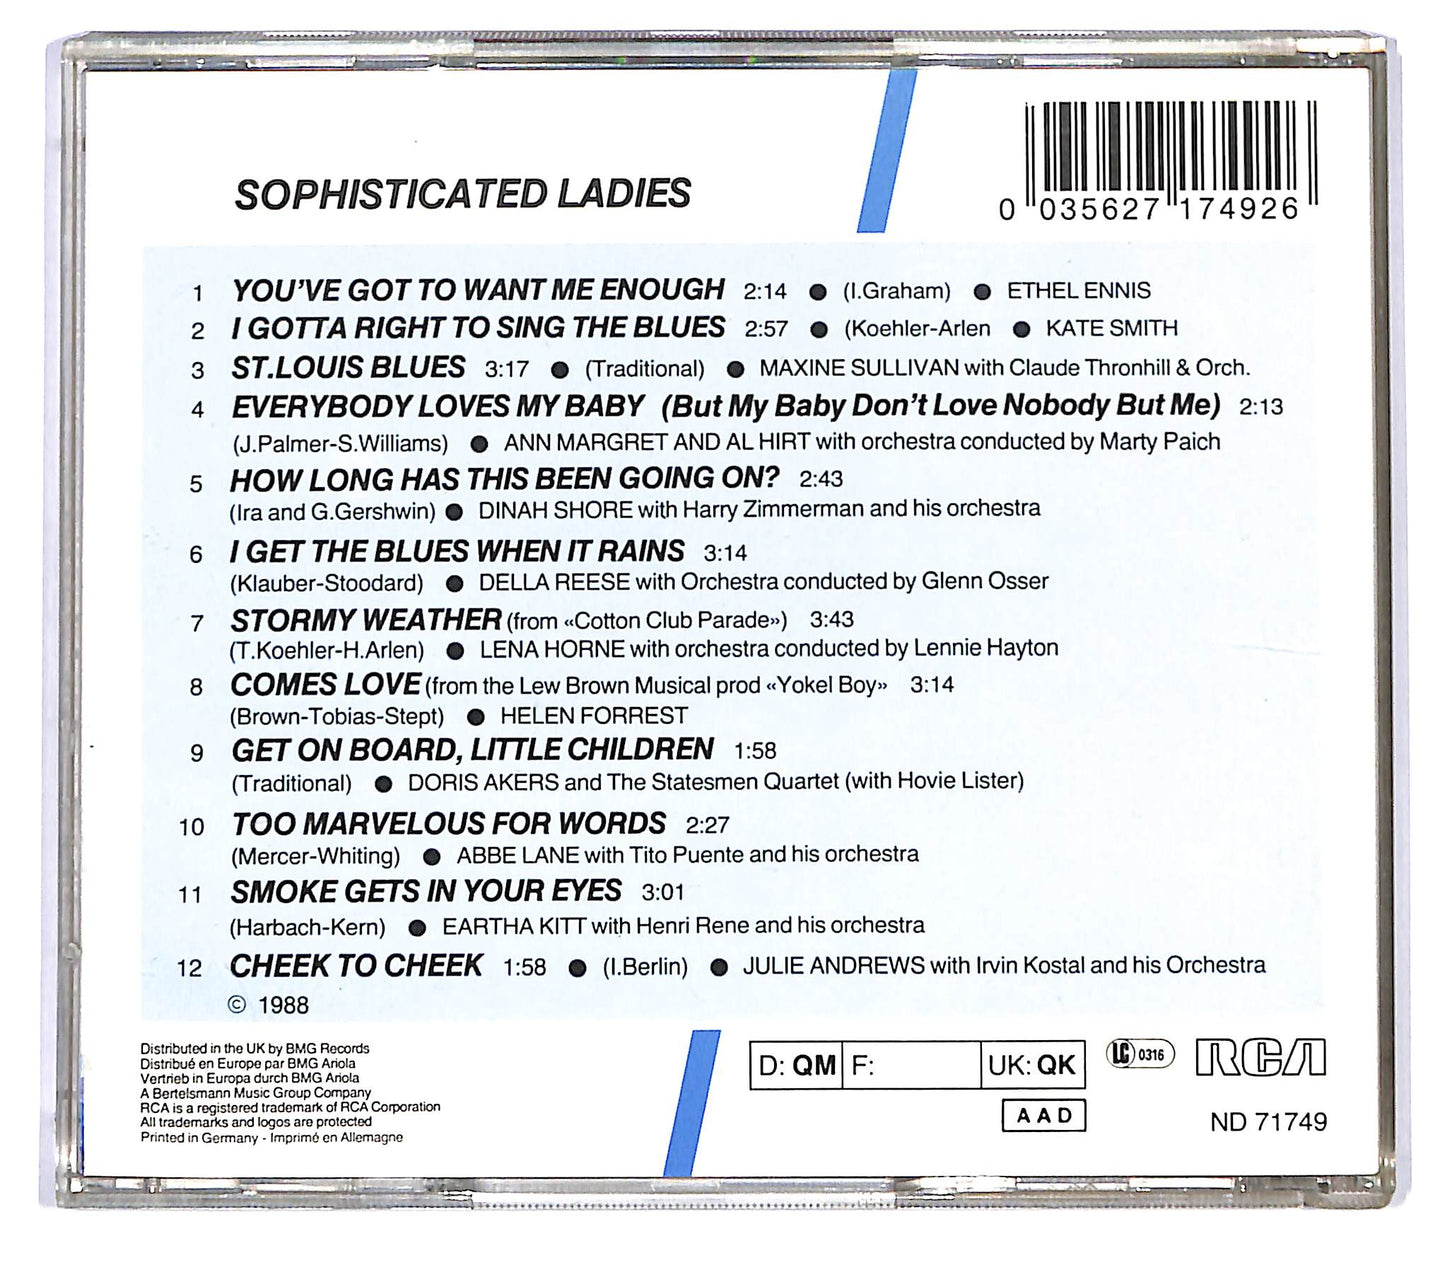 SOPHISTICATED LADIES
0 035627 174926
1 YOU'VE GOT TO WANT ME ENOUGH 2:14 ● (I.Graham) ● ETHEL ENNIS
2 I GOTTA RIGHT TO SING THE BLUES 2:57 ● (Koehler-Arlen ● KATE SMITH
3 ST.LOUIS BLUES 3:17 ● (Traditional) ● MAXINE SULLIVAN with Claude Thronhill & Orch.
4 EVERYBODY LOVES MY BABY (But My Baby Don't Love Nobody But Me) 2:13
(J.Palmer-S.Williams) ● ANN MARGRET AND AL HIRT with orchestra conducted by Marty Paich
5 HOW LONG HAS THIS BEEN GOING ON? 2:43
(Ira and G.Gershwin) ● DINAH SHORE with Harry Zimmerman and his orchestra
6 I GET THE BLUES WHEN IT RAINS 3:14
(Klauber-Stoodard) ● DELLA REESE with Orchestra conducted by Glenn Osser
7 STORMY WEATHER (from «Cotton Club Parade») 3:43
(T.Koehler-H.Arlen) ● LENA HORNE with orchestra conducted by Lennie Hayton
8 COMES LOVE (from the Lew Brown Musical prod «Yokel Boy» 3:14
(Brown-Tobias-Stept) ● HELEN FORREST
9 GET ON BOARD, LITTLE CHILDREN 1:58
(Traditional) ● DORIS AKERS and The Statesmen Quartet (with Hovie Lister)
10 TOO MARVELOUS FOR WORDS 2:27
(Mercer-Whiting) ● ABBE LANE with Tito Puente and his orchestra
11 SMOKE GETS IN YOUR EYES 3:01
(Harbach-Kern) ● EARTHA KITT with Henri Rene and his orchestra
12 CHEEK TO CHEEK 1:58 ● (I.Berlin) ● JULIE ANDREWS with Irvin Kostal and his Orchestra
© 1988
Distributed in the UK by BMG Records
Distribué en Europe par BMG Ariola
Vertrieb in Europa durch BMG Ariola
A Bertelsmann Music Group Company
RCA is a registered trademark of RCA Corporation
All trademarks and logos are protected
Printed in Germany - Imprimé en Allemagne
D: QM F: UK: QK
LC 0316
RCA
AAD
ND 71749